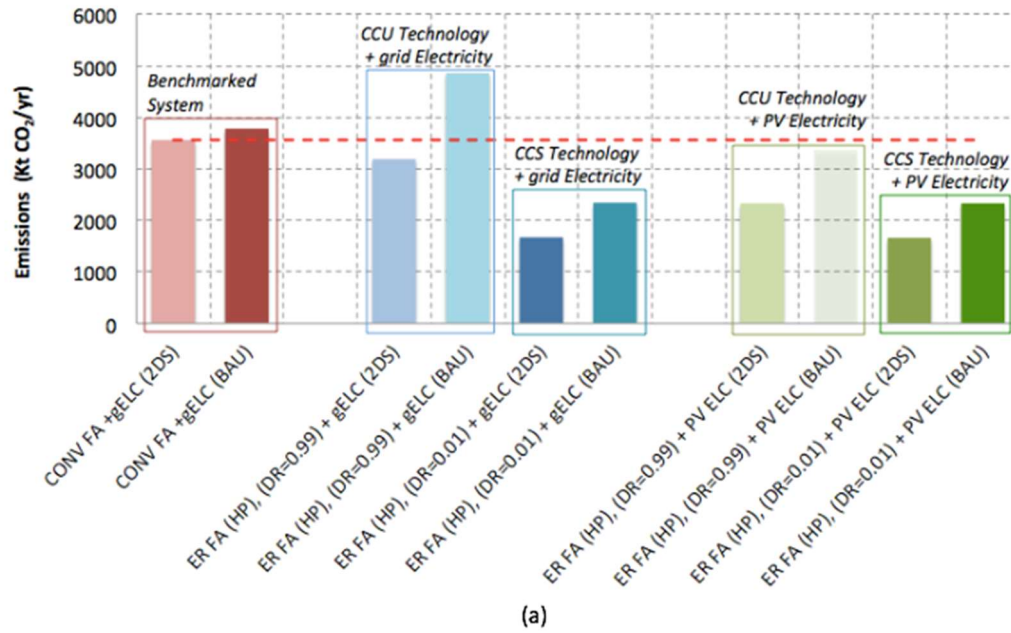 6000
5000
4000
3000
2000
1000
0
Emissions (Kt CO₂/yr)
Benchmarked
System
CCU Technology
+ grid Electricity
CCS Technology
+ grid Electricity
CCU Technology
+ PV Electricity
CCS Technology
+ PV Electricity
CONV FA +gELC (2DS)
CONV FA +gELC (BAU)
ER FA (HP), (DR=0.99) + gELC (2DS)
ER FA (HP), (DR=0.99) + gELC (BAU)
ER FA (HP), (DR=0.01) + gELC (2DS)
ER FA (HP), (DR=0.01) + gELC (BAU)
ER FA (HP), (DR=0.99) + PV ELC (2DS)
ER FA (HP), (DR=0.99) + PV ELC (BAU)
ER FA (HP), (DR=0.01) + PV ELC (2DS)
ER FA (HP), (DR=0.01) + PV ELC (BAU)
(a)